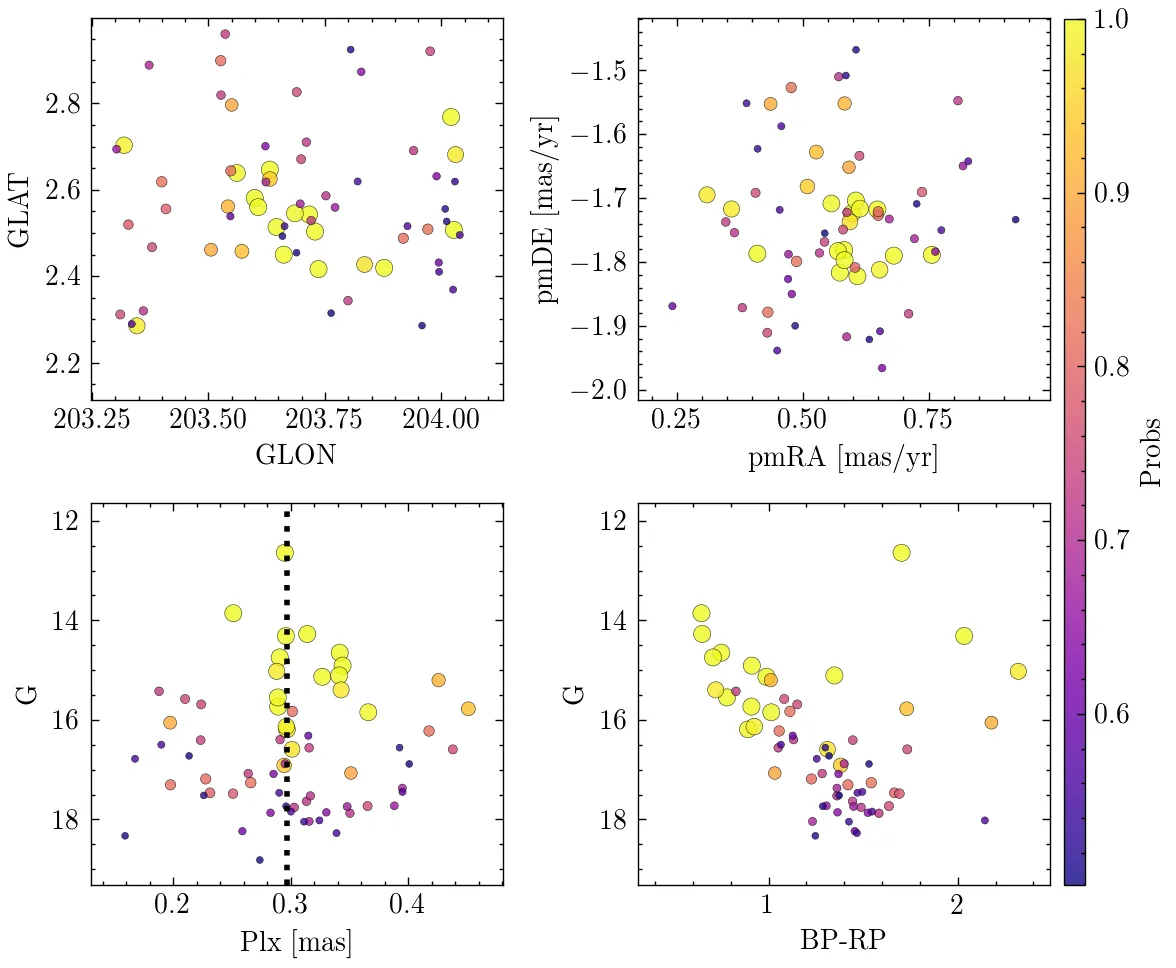 2.8
2.6
2.4
2.2
GLAT
203.25 203.50 203.75 204.00
GLON
−1.5
−1.6
−1.7
−1.8
−1.9
−2.0
pmDE [mas/yr]
0.25 0.50 0.75
pmRA [mas/yr]
12
14
16
18
G
0.2 0.3 0.4
Plx [mas]
12
14
16
18
G
1 2
BP-RP
1.0
0.9
0.8
0.7
0.6
Probs